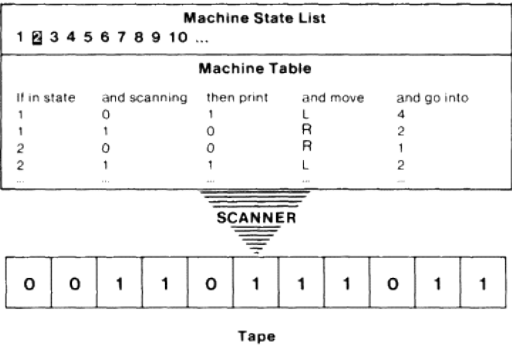 Machine State List
1 2 3 4 5 6 7 8 9 10 ...
Machine Table
If in state and scanning then print and move and go into
1 0 1 L 4
1 1 0 R 2
2 0 0 R 1
2 1 1 L 2
... ... ... ... ...
SCANNER
0 0 1 1 0 1 1 1 0 1 1
Tape